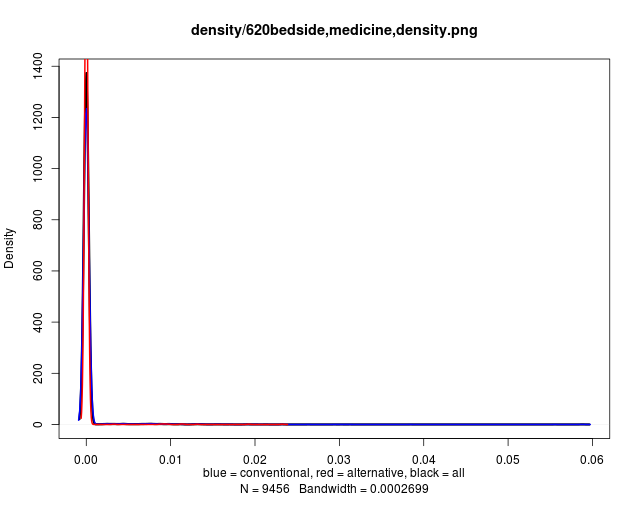 density/620bedside,medicine,density.png
1400
1200
1000
800
600
400
200
0
Density
0.00 0.01 0.02 0.03 0.04 0.05 0.06
blue = conventional, red = alternative, black = all
N = 9456 Bandwidth = 0.0002699